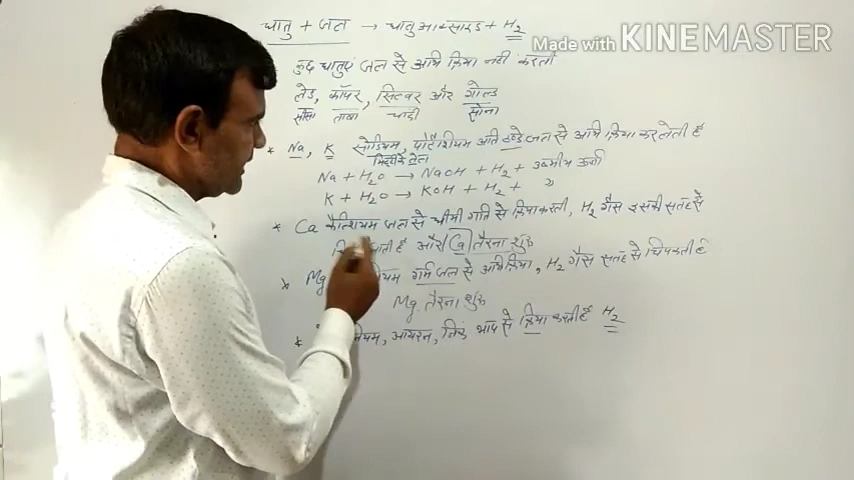 धातु + जल → धातु आक्साइड + H2
Made with KINEMASTER
कुछ धातुएं जल से अभि क्रिया नहीं करती
लेड, कॉपर, सिल्वर और गोल्ड
सीसा ताबा चादी सोना
* Na, K सोडियम, पोटैशियम अति ठण्डे जल से अभि क्रिया कर लेती है
मिट्टी के तेल
Na + H2O → NaOH + H2 + उष्मीय ऊर्जा
K + H2O → KOH + H2 + "
* Ca कैल्शियम जल से धीमी गति से क्रिया करती, H2 गैस इसकी सतह से
है और Ca तैरना शुरू
* Mg गर्म जल से अभिक्रिया, H2 गैस सतह से चिपकती है
Mg तैरना शुरू
* आयरन, जिंक भाप से क्रिया करती है H2